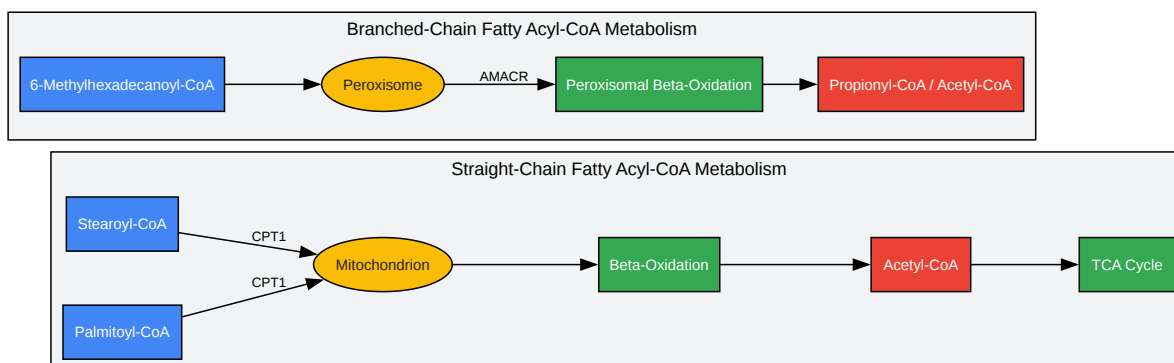 Branched-Chain Fatty Acyl-CoA Metabolism
6-Methylhexadecanoyl-CoA
Peroxisome
AMACR
Peroxisomal Beta-Oxidation
Propionyl-CoA / Acetyl-CoA
Straight-Chain Fatty Acyl-CoA Metabolism
Stearoyl-CoA
CPT1
Mitochondrion
Beta-Oxidation
Acetyl-CoA
TCA Cycle
CPT1
Palmitoyl-CoA